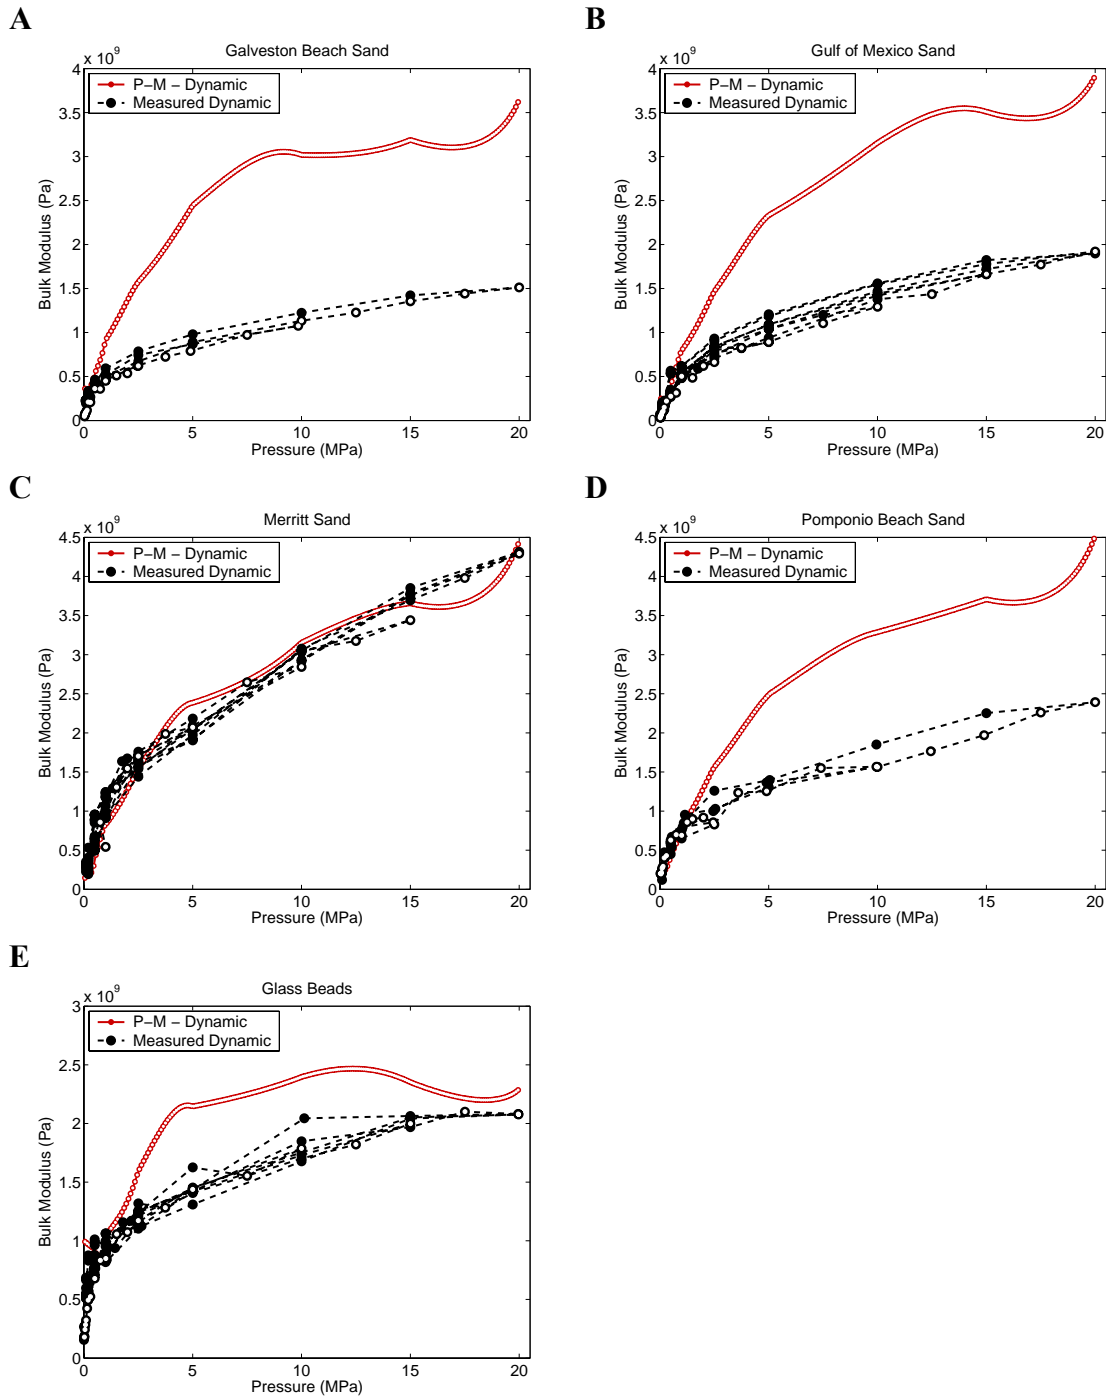 A
x 10^9
Galveston Beach Sand
P−M − Dynamic
Measured Dynamic
4
3.5
3
2.5
2
1.5
1
0.5
0
Bulk Modulus (Pa)
0 5 10 15 20
Pressure (MPa)
B
x 10^9
Gulf of Mexico Sand
P−M − Dynamic
Measured Dynamic
4
3.5
3
2.5
2
1.5
1
0.5
0
Bulk Modulus (Pa)
0 5 10 15 20
Pressure (MPa)
C
x 10^9
Merritt Sand
P−M − Dynamic
Measured Dynamic
4.5
4
3.5
3
2.5
2
1.5
1
0.5
0
Bulk Modulus (Pa)
0 5 10 15 20
Pressure (MPa)
D
x 10^9
Pomponio Beach Sand
P−M − Dynamic
Measured Dynamic
4.5
4
3.5
3
2.5
2
1.5
1
0.5
0
Bulk Modulus (Pa)
0 5 10 15 20
Pressure (MPa)
E
x 10^9
Glass Beads
P−M − Dynamic
Measured Dynamic
3
2.5
2
1.5
1
0.5
0
Bulk Modulus (Pa)
0 5 10 15 20
Pressure (MPa)